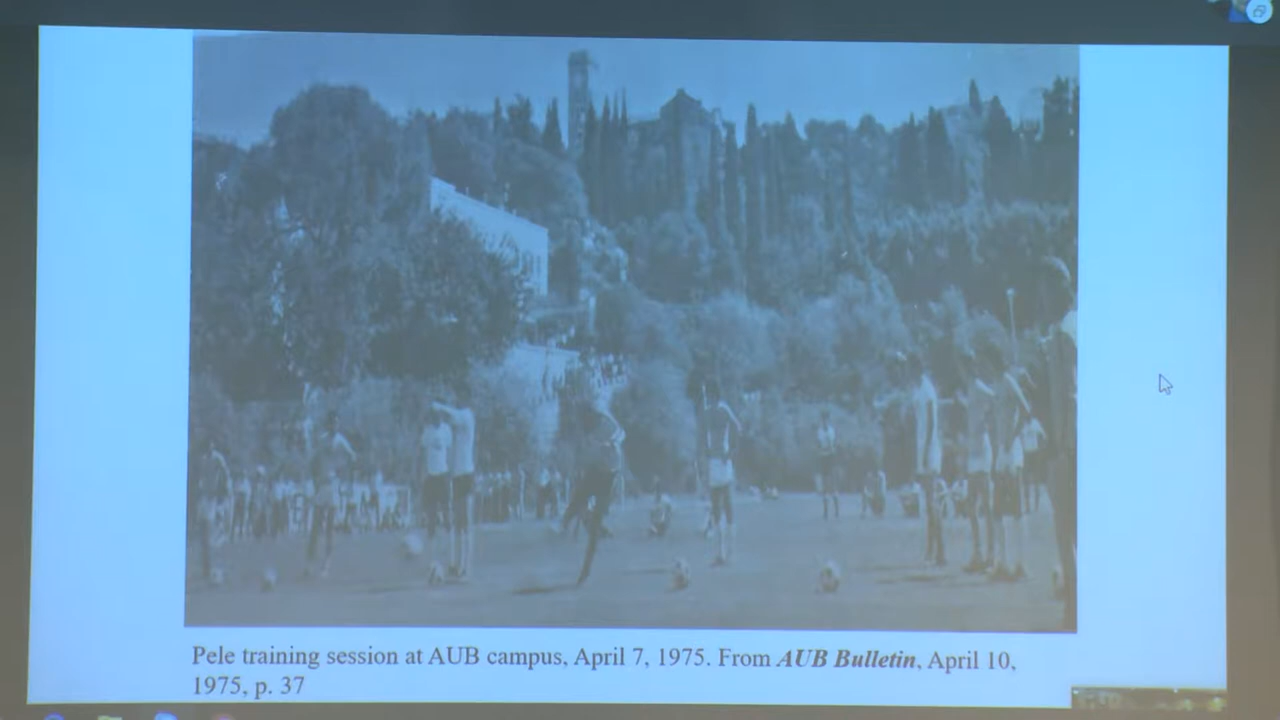 Pele training session at AUB campus, April 7, 1975. From AUB Bulletin, April 10,
1975, p. 37